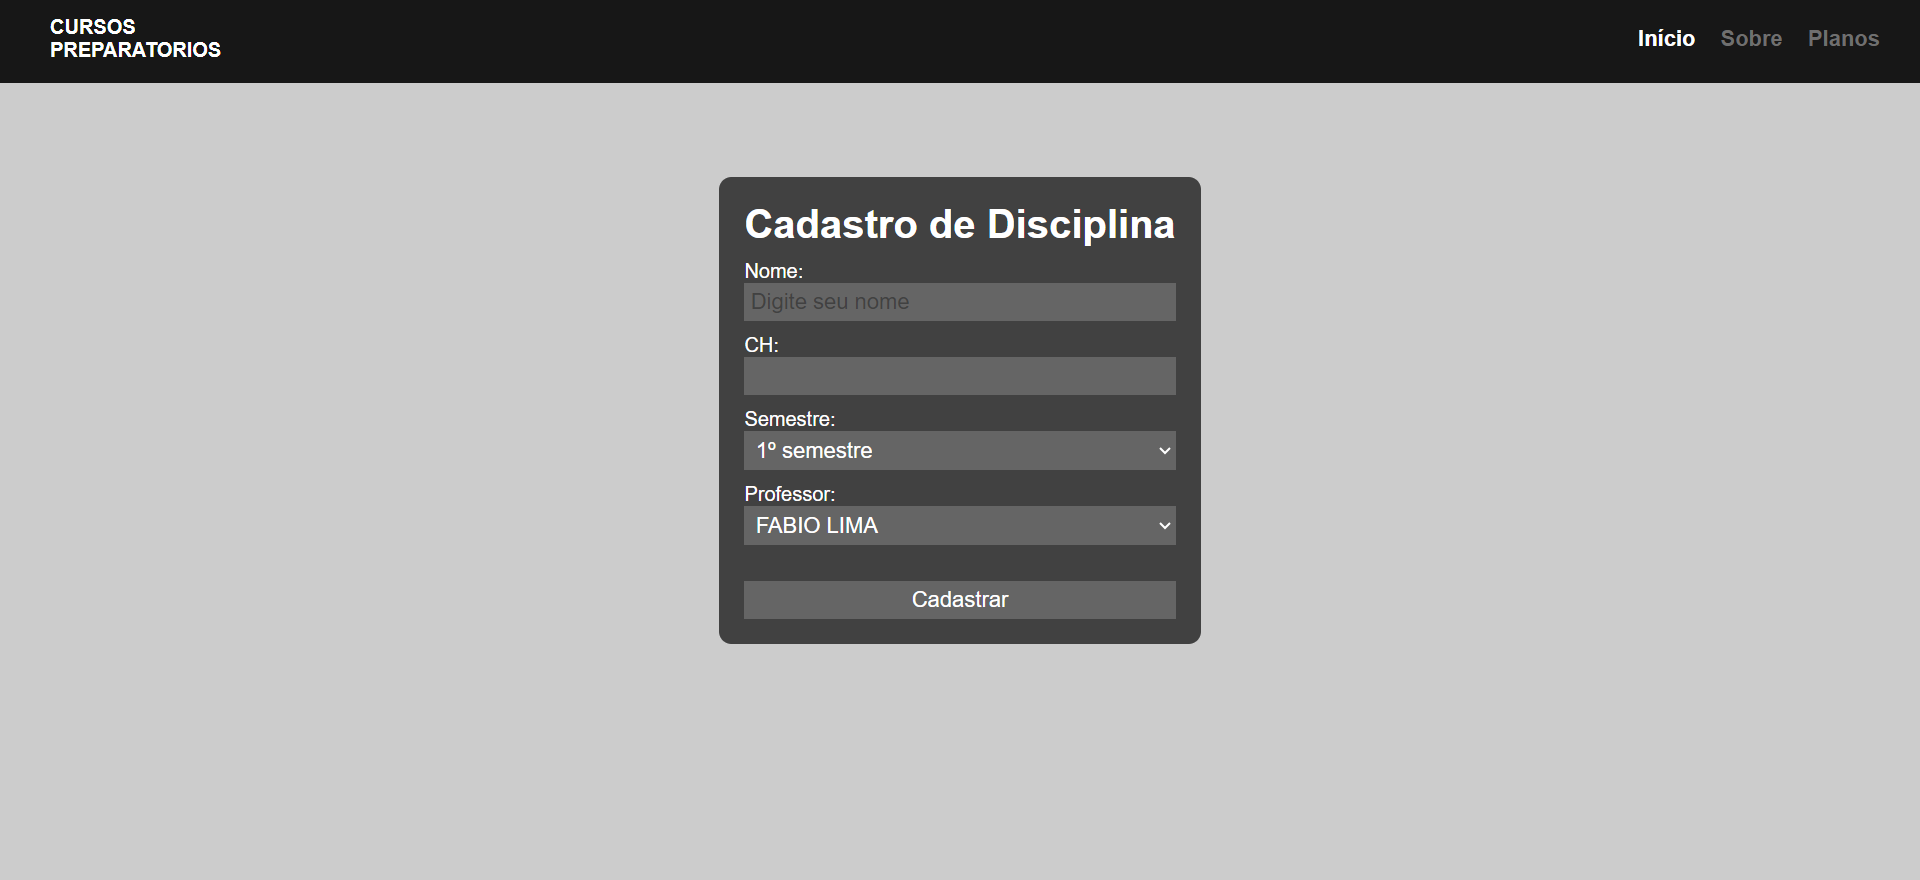 CURSOS
PREPARATORIOS
Início Sobre Planos
Cadastro de Disciplina
Nome:
Digite seu nome
CH:
Semestre:
1º semestre
Professor:
FABIO LIMA
Cadastrar